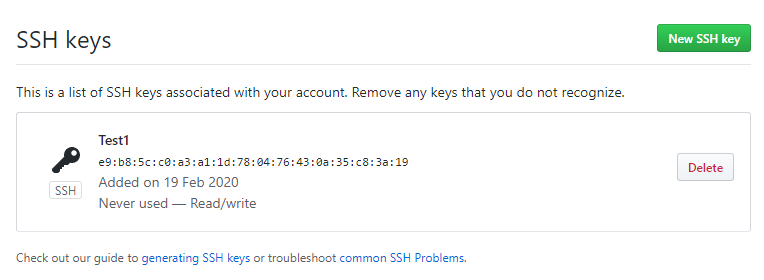 SSH keys
New SSH key
This is a list of SSH keys associated with your account. Remove any keys that you do not recognize.
Test1
e9:b8:5c:c0:a3:a1:1d:78:04:76:43:0a:35:c8:3a:19
Added on 19 Feb 2020
Never used — Read/write
SSH
Delete
Check out our guide to generating SSH keys or troubleshoot common SSH Problems.